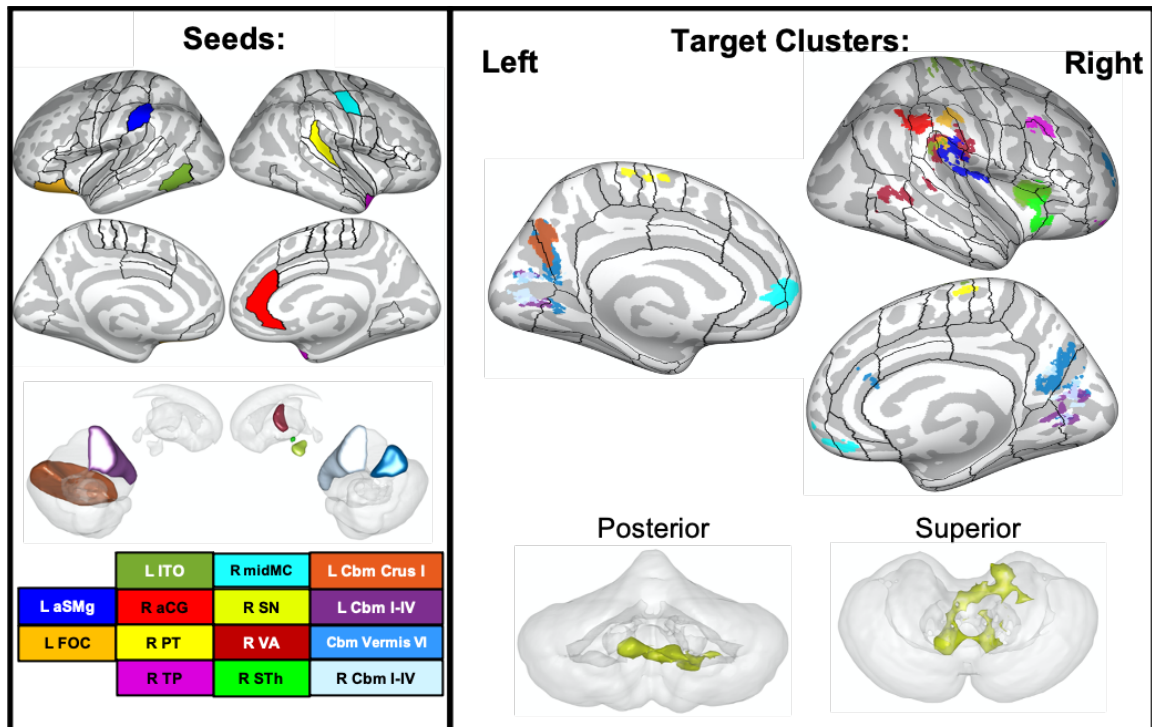 Seeds:
Target Clusters:
Left
Right
L ITO
R midMC
L Cbm Crus I
L aSMg
R aCG
R SN
L Cbm I-IV
L FOC
R PT
R VA
Cbm Vermis VI
R TP
R STh
R Cbm I-IV
Posterior
Superior